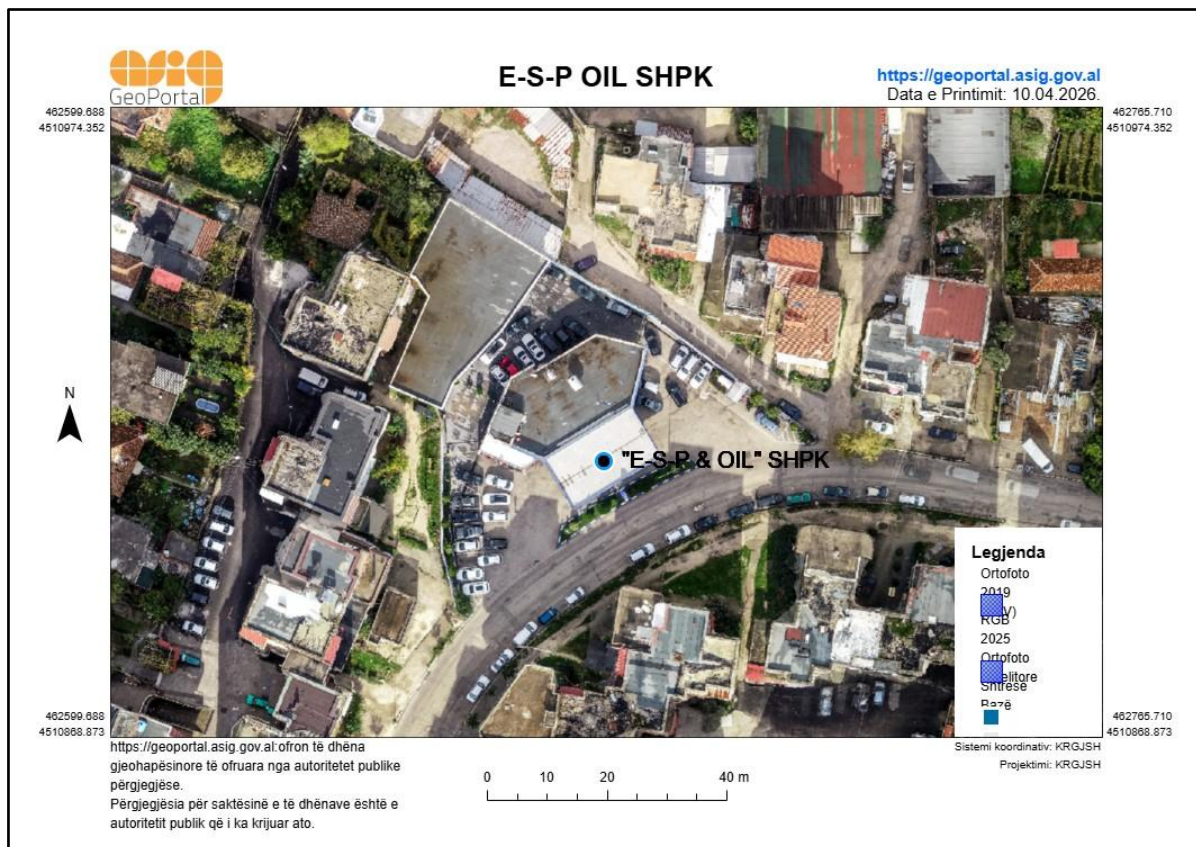 asig
GeoPortal
E-S-P OIL SHPK
https://geoportal.asig.gov.al
Data e Printimit: 10.04.2026.
462599.688
4510974.352
462765.710
4510974.352
N
"E-S-P & OIL" SHPK
Legjenda
Ortofoto
2019
RGB
2025
Ortofoto
Shtresë
Bazë
462599.688
4510868.873
462765.710
4510868.873
https://geoportal.asig.gov.al:ofron të dhëna
gjeohapësinore të ofruara nga autoritetet publike
përgjegjëse.
Përgjegjësia për saktësinë e të dhënave është e
autoritetit publik që i ka krijuar ato.
0 10 20 40 m
Sistemi koordinativ: KRGJSH
Projektimi: KRGJSH